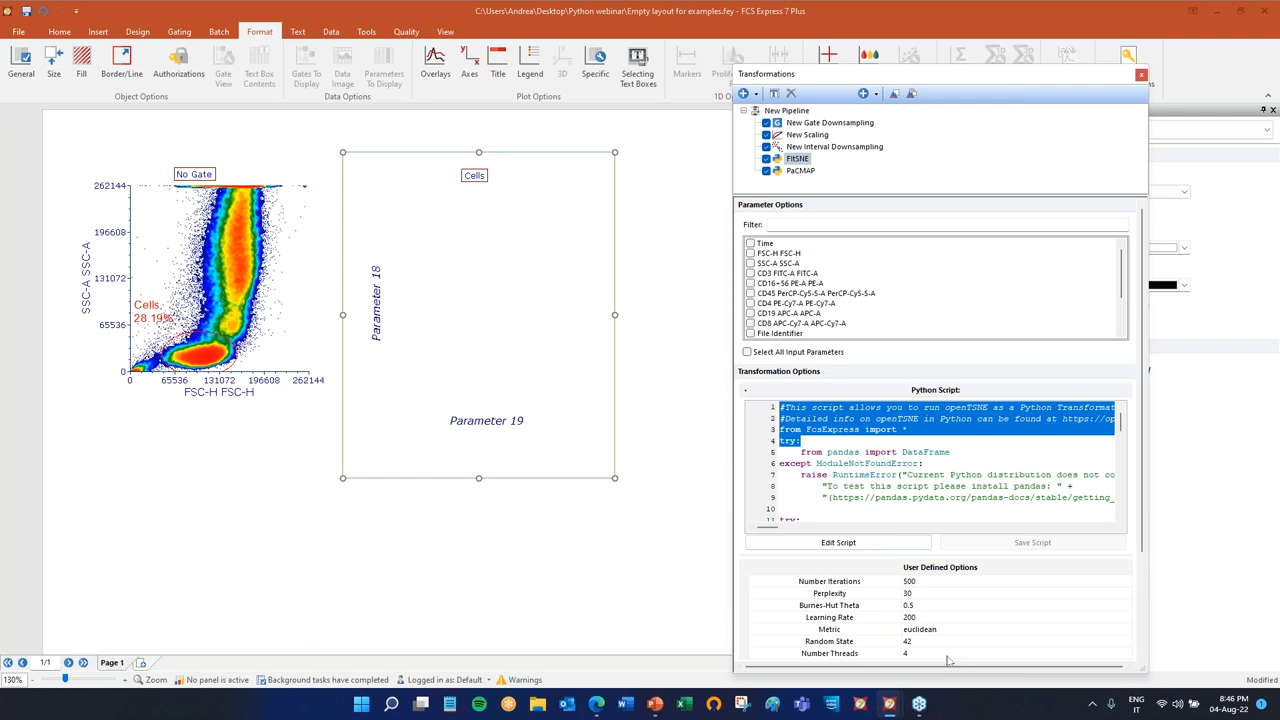 C:\Users\Andrea\Desktop\Python webinar\Empty layout for examples.fey - FCS Express 7 Plus
File Home Insert Design Gating Batch Format Text Data Tools Quality View
General Size Fill Border/Line Authorizations Gate View Text Box Contents Gates To Display Data Image Parameters To Display Overlays Axes Title Legend 3D Specific Selecting Text Boxes Markers
Object Options Data Options Plot Options
Transformations
New Pipeline
New Gate Downsampling
New Scaling
New Interval Downsampling
FitSNE
PaCMAP
Parameter Options
Filter:
Time
FSC-H FSC-H
SSC-A SSC-A
CD3 FITC-A FITC-A
CD16+56 PE-A PE-A
CD45 PerCP-Cy5-5-A PerCP-Cy5-5-A
CD4 PE-Cy7-A PE-Cy7-A
CD19 APC-A APC-A
CD8 APC-Cy7-A APC-Cy7-A
File Identifier
Select All Input Parameters
Transformation Options
Python Script:
1 #This script allows you to run openTSNE as a Python Transformat
2 #Detailed info on openTSNE in Python can be found at https://op
3 from FcsExpress import *
4 try:
5 from pandas import DataFrame
6 except ModuleNotFoundError:
7 raise RuntimeError("Current Python distribution does not co
8 "To test this script please install pandas: " +
9 "(https://pandas.pydata.org/pandas-docs/stable/getting_
10
11 try:
Edit Script Save Script
User Defined Options
Number Iterations 500
Perplexity 30
Burnes-Hut Theta 0.5
Learning Rate 200
Metric euclidean
Random State 42
Number Threads 4
No Gate
262144
196608
131072
65536
0
SSC-A SSC-A
Cells
28.19%
0 65536 131072 196608 262144
FSC-H FSC-H
Cells
Parameter 18
Parameter 19
1/1 Page 1
130% Zoom No panel is active Background tasks have completed Logged in as: Default Warnings Modified
ENG
IT
8:46 PM
04-Aug-22